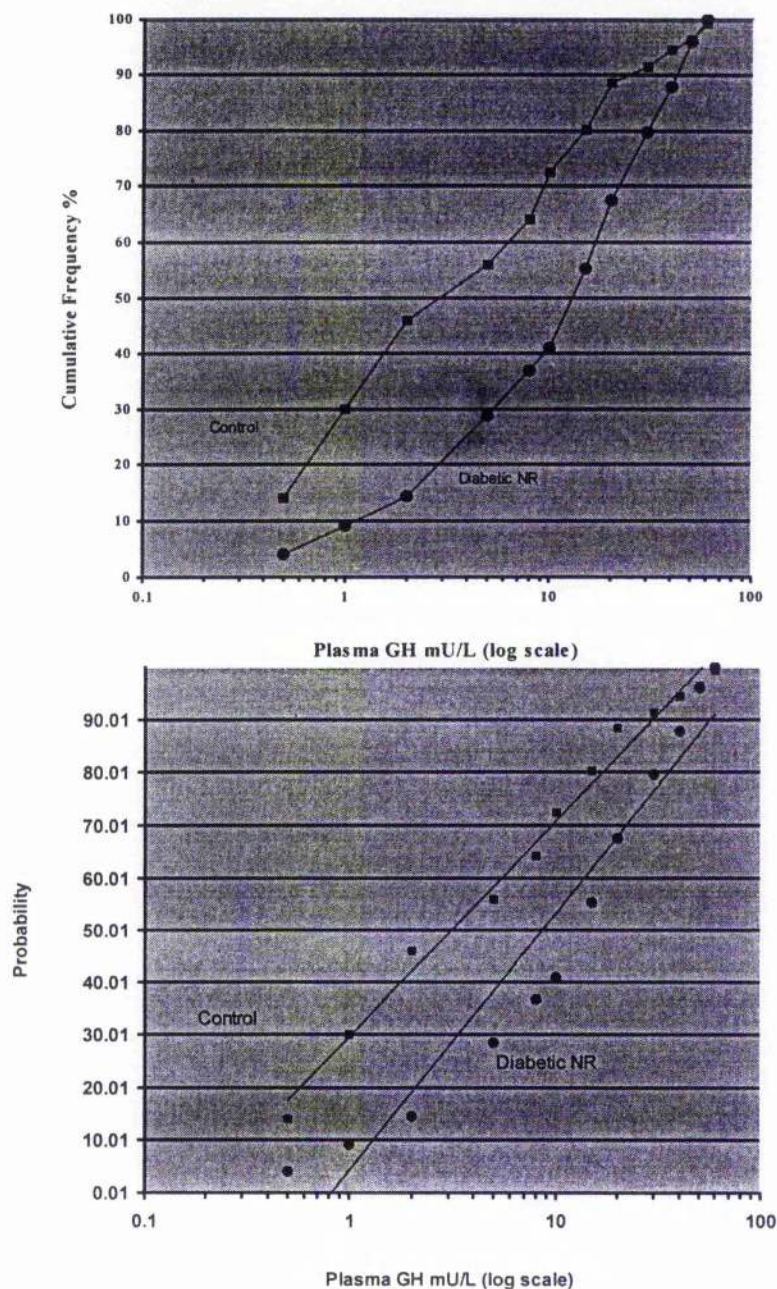 100
90
80
70
60
50
40
30
20
10
0
Cumulative Frequency %
Control
Diabetic NR
0.1 1 10 100
Plasma GH mU/L (log scale)
90.01
80.01
70.01
60.01
50.01
40.01
30.01
20.01
10.01
0.01
Probability
Control
Diabetic NR
0.1 1 10 100
Plasma GH mU/L (log scale)